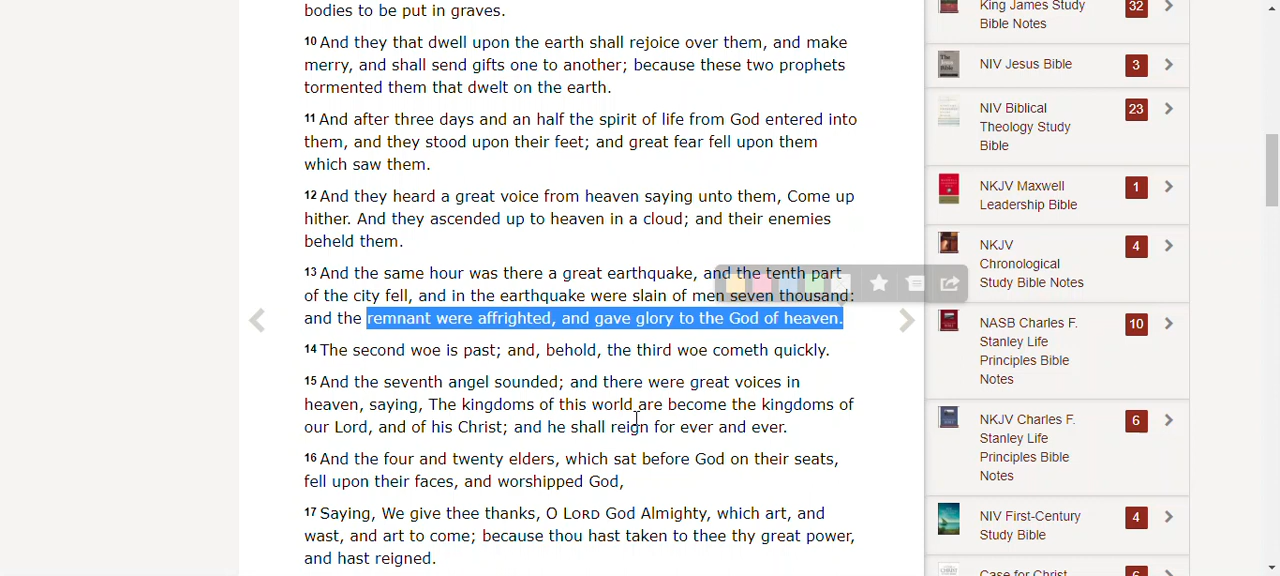 bodies to be put in graves.
10 And they that dwell upon the earth shall rejoice over them, and make
merry, and shall send gifts one to another; because these two prophets
tormented them that dwelt on the earth.
11 And after three days and an half the spirit of life from God entered into
them, and they stood upon their feet; and great fear fell upon them
which saw them.
12 And they heard a great voice from heaven saying unto them, Come up
hither. And they ascended up to heaven in a cloud; and their enemies
beheld them.
13 And the same hour was there a great earthquake, and the tenth part
of the city fell, and in the earthquake were slain of men seven thousand:
and the remnant were affrighted, and gave glory to the God of heaven.
14 The second woe is past; and, behold, the third woe cometh quickly.
15 And the seventh angel sounded; and there were great voices in
heaven, saying, The kingdoms of this world are become the kingdoms of
our Lord, and of his Christ; and he shall reign for ever and ever.
16 And the four and twenty elders, which sat before God on their seats,
fell upon their faces, and worshipped God,
17 Saying, We give thee thanks, O LORD God Almighty, which art, and
wast, and art to come; because thou hast taken to thee thy great power,
and hast reigned.
King James Study 32
Bible Notes
NIV Jesus Bible 3
NIV Biblical 23
Theology Study
Bible
NKJV Maxwell 1
Leadership Bible
NKJV 4
Chronological
Study Bible Notes
NASB Charles F. 10
Stanley Life
Principles Bible
Notes
NKJV Charles F. 6
Stanley Life
Principles Bible
Notes
NIV First-Century 4
Study Bible
Case for Christ 6